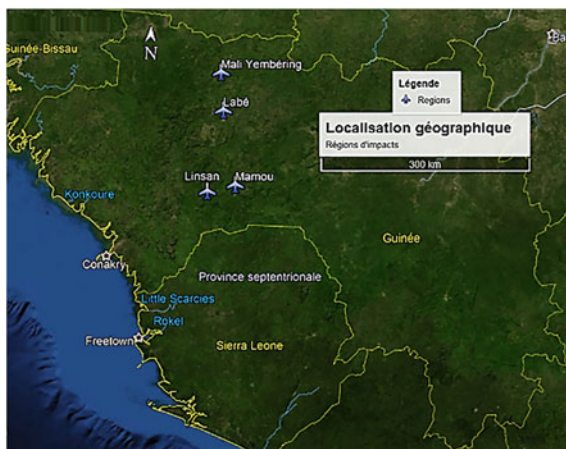 Guinée-Bissau
N
Mali Yembéring
Labé
Légende
Regions
Localisation géographique
Régions d'impacts
300 km
Linsan
Mamou
Konkoure
Guinée
Conakry
Province septentrionale
Little Scarcies
Rokel
Freetown
Sierra Leone